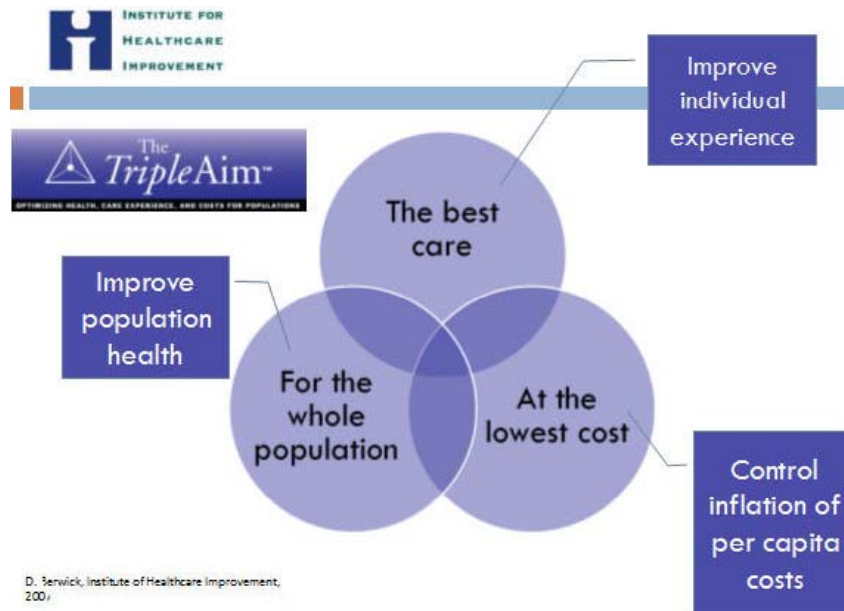 INSTITUTE FOR
HEALTHCARE
IMPROVEMENT
Improve
individual
experience
The
TripleAim™
OPTIMIZING HEALTH, CARE EXPERIENCE, AND COSTS FOR POPULATIONS
The best
care
Improve
population
health
For the
whole
population
At the
lowest cost
Control
inflation of
per capita
costs
D. Berwick, Institute of Healthcare Improvement,